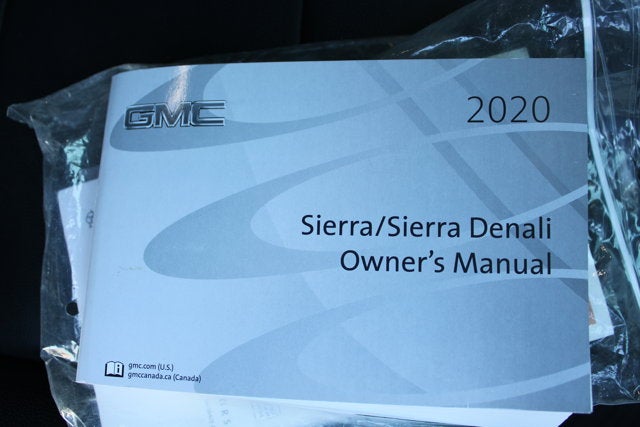 GMC
2020
Sierra/Sierra Denali
Owner's Manual
gmc.com (U.S.)
gmccanada.ca (Canada)